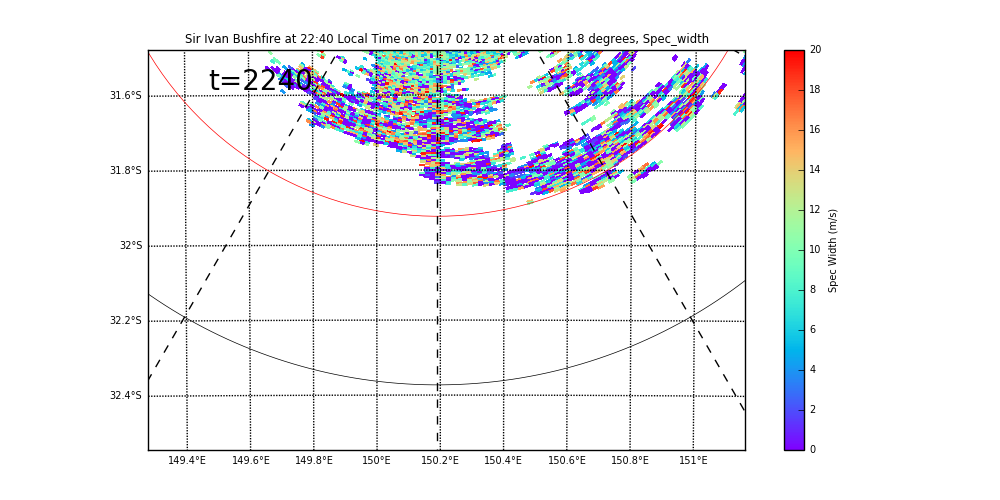 Sir Ivan Bushfire at 22:40 Local Time on 2017 02 12 at elevation 1.8 degrees, Spec_width
t=2240
31.6°S
31.8°S
32°S
32.2°S
32.4°S
149.4°E 149.6°E 149.8°E 150°E 150.2°E 150.4°E 150.6°E 150.8°E 151°E
20
18
16
14
12
10
8
6
4
2
0
Spec Width (m/s)